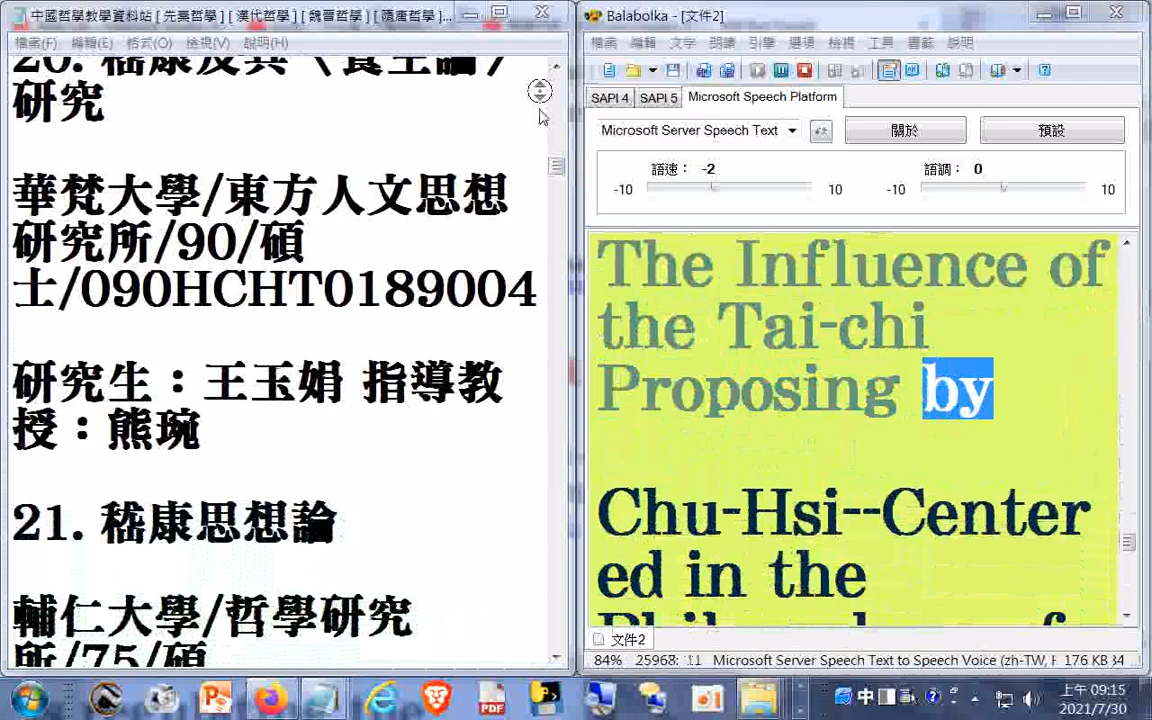 中國哲學教學資料站 [ 先秦哲學 ] [ 漢代哲學 ] [ 魏晉哲學 ] [ 隋唐哲學 ]...
檔案(F) 編輯(E) 格式(O) 檢視(V) 說明(H)
20. 嵇康及其〈養生論〉
研究
華梵大學/東方人文思想
研究所/90/碩
士/090HCHT0189004
研究生：王玉娟 指導教
授：熊琬
21. 嵇康思想論
輔仁大學/哲學研究
所/75/碩
Balabolka - [文件2]
檔案 編輯 文字 朗讀 引擎 選項 檢視 工具 書籤 說明
SAPI 4 SAPI 5 Microsoft Speech Platform
Microsoft Server Speech Text 關於 預設
語速： -2 語調： 0
-10 10 -10 10
The Influence of
the Tai-chi
Proposing by
Chu-Hsi--Center
ed in the
文件2
84% Microsoft Server Speech Text to Speech Voice (zh-TW, 176 KB
中
上午 09:15
2021/7/30